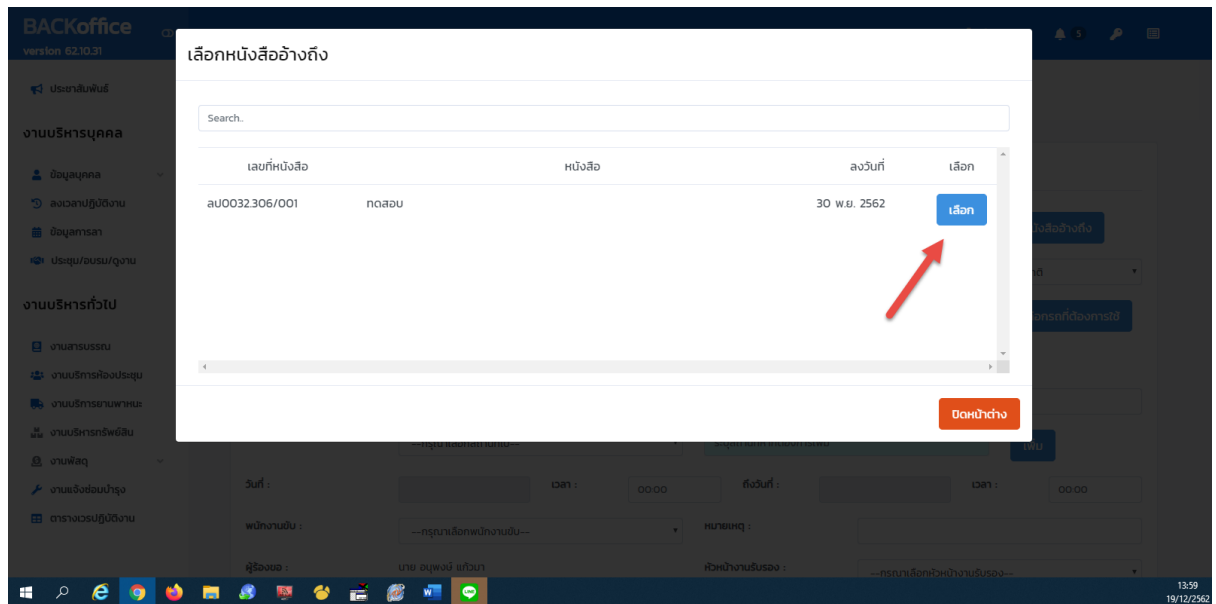 BACKoffice
version 62.10.31
5
เลือกหนังสืออ้างถึง
Search..
เลขที่หนังสือ หนังสือ ลงวันที่ เลือก
ลป0032.306/001 ทดสอบ 30 พ.ย. 2562 เลือก
ปิดหน้าต่าง
ประชาสัมพันธ์
งานบริหารบุคคล
ข้อมูลบุคคล
ลงเวลาปฏิบัติงาน
ข้อมูลการลา
ประชุม/อบรม/ดูงาน
งานบริหารทั่วไป
งานสารบรรณ
งานบริการห้องประชุม
งานบริการยานพาหนะ
งานบริหารทรัพย์สิน
งานพัสดุ
งานแจ้งซ่อมบำรุง
ตารางเวรปฏิบัติงาน
เพิ่ม
วันที่ : เวลา : 00:00 ถึงวันที่ : เวลา : 00:00
พนักงานขับ : --กรุณาเลือกพนักงานขับ-- หมายเหตุ :
ผู้ร้องขอ : นาย อนุพงษ์ แก้วมา หัวหน้างานรับรอง : --กรุณาเลือกหัวหน้างานรับรอง--
13:59
19/12/2562